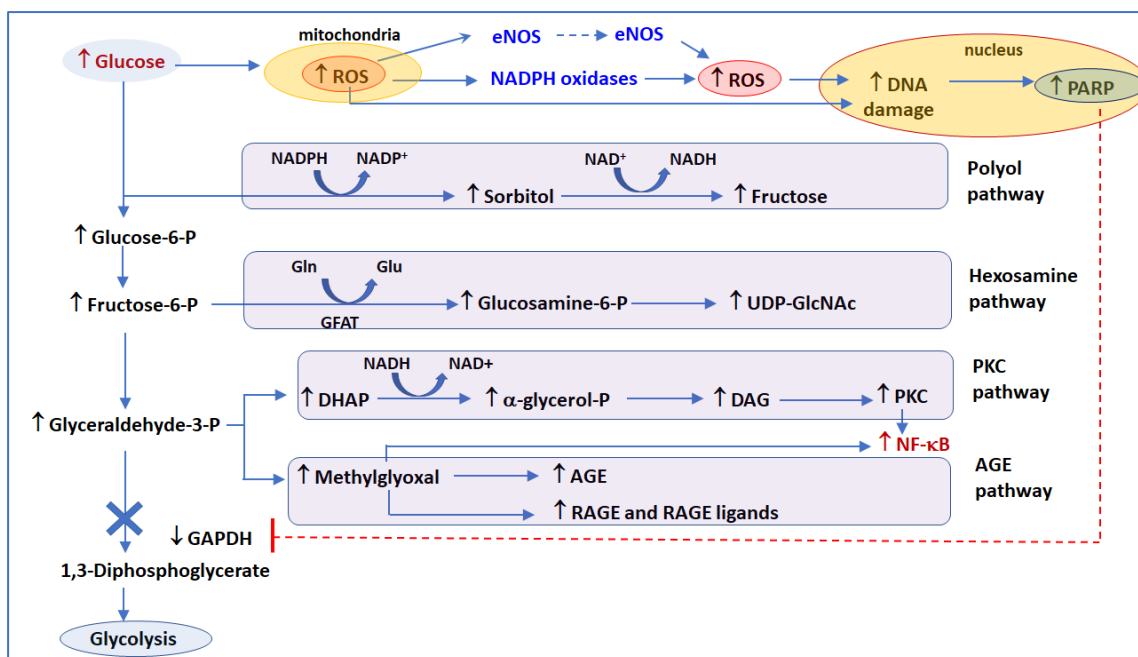 mitochondria
eNOS
eNOS
nucleus
↑ Glucose
↑ ROS
NADPH oxidases
↑ ROS
↑ DNA
damage
↑ PARP
NADPH
NADP⁺
NAD⁺
NADH
Polyol
pathway
↑ Sorbitol
↑ Fructose
↑ Glucose-6-P
Gln
Glu
Hexosamine
pathway
↑ Fructose-6-P
↑ Glucosamine-6-P
↑ UDP-GlcNAc
GFAT
NADH
NAD+
PKC
pathway
↑ DHAP
↑ α-glycerol-P
↑ DAG
↑ PKC
↑ Glyceraldehyde-3-P
↑ NF-κB
↑ Methylglyoxal
↑ AGE
AGE
pathway
↑ RAGE and RAGE ligands
↓ GAPDH
1,3-Diphosphoglycerate
Glycolysis